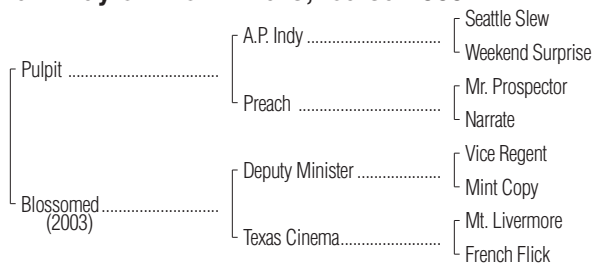 Seattle Slew
A.P. Indy ..............................
Weekend Surprise
Pulpit ..................................
Mr. Prospector
Preach ................................
Narrate
Vice Regent
Deputy Minister ..................
Mint Copy
Blossomed..........................
(2003)
Mt. Livermore
Texas Cinema.....................
French Flick